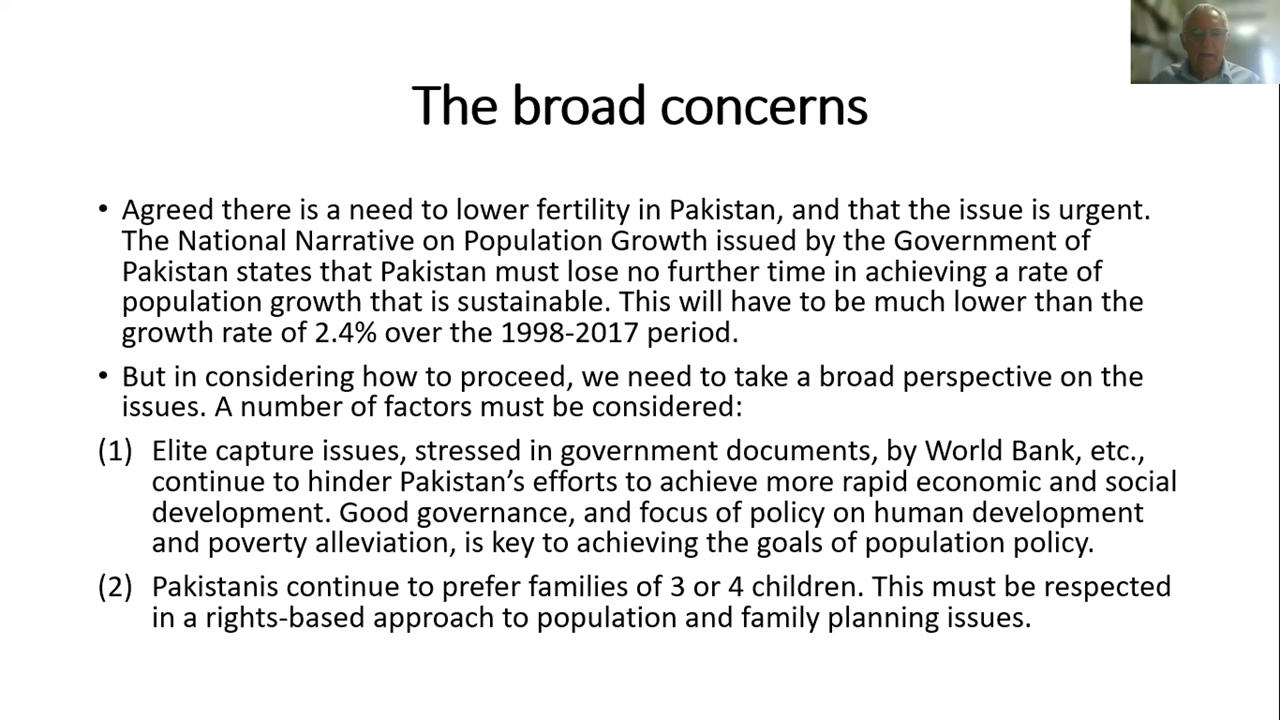 The broad concerns
• Agreed there is a need to lower fertility in Pakistan, and that the issue is urgent.
The National Narrative on Population Growth issued by the Government of
Pakistan states that Pakistan must lose no further time in achieving a rate of
population growth that is sustainable. This will have to be much lower than the
growth rate of 2.4% over the 1998-2017 period.
• But in considering how to proceed, we need to take a broad perspective on the
issues. A number of factors must be considered:
(1) Elite capture issues, stressed in government documents, by World Bank, etc.,
continue to hinder Pakistan’s efforts to achieve more rapid economic and social
development. Good governance, and focus of policy on human development
and poverty alleviation, is key to achieving the goals of population policy.
(2) Pakistanis continue to prefer families of 3 or 4 children. This must be respected
in a rights-based approach to population and family planning issues.